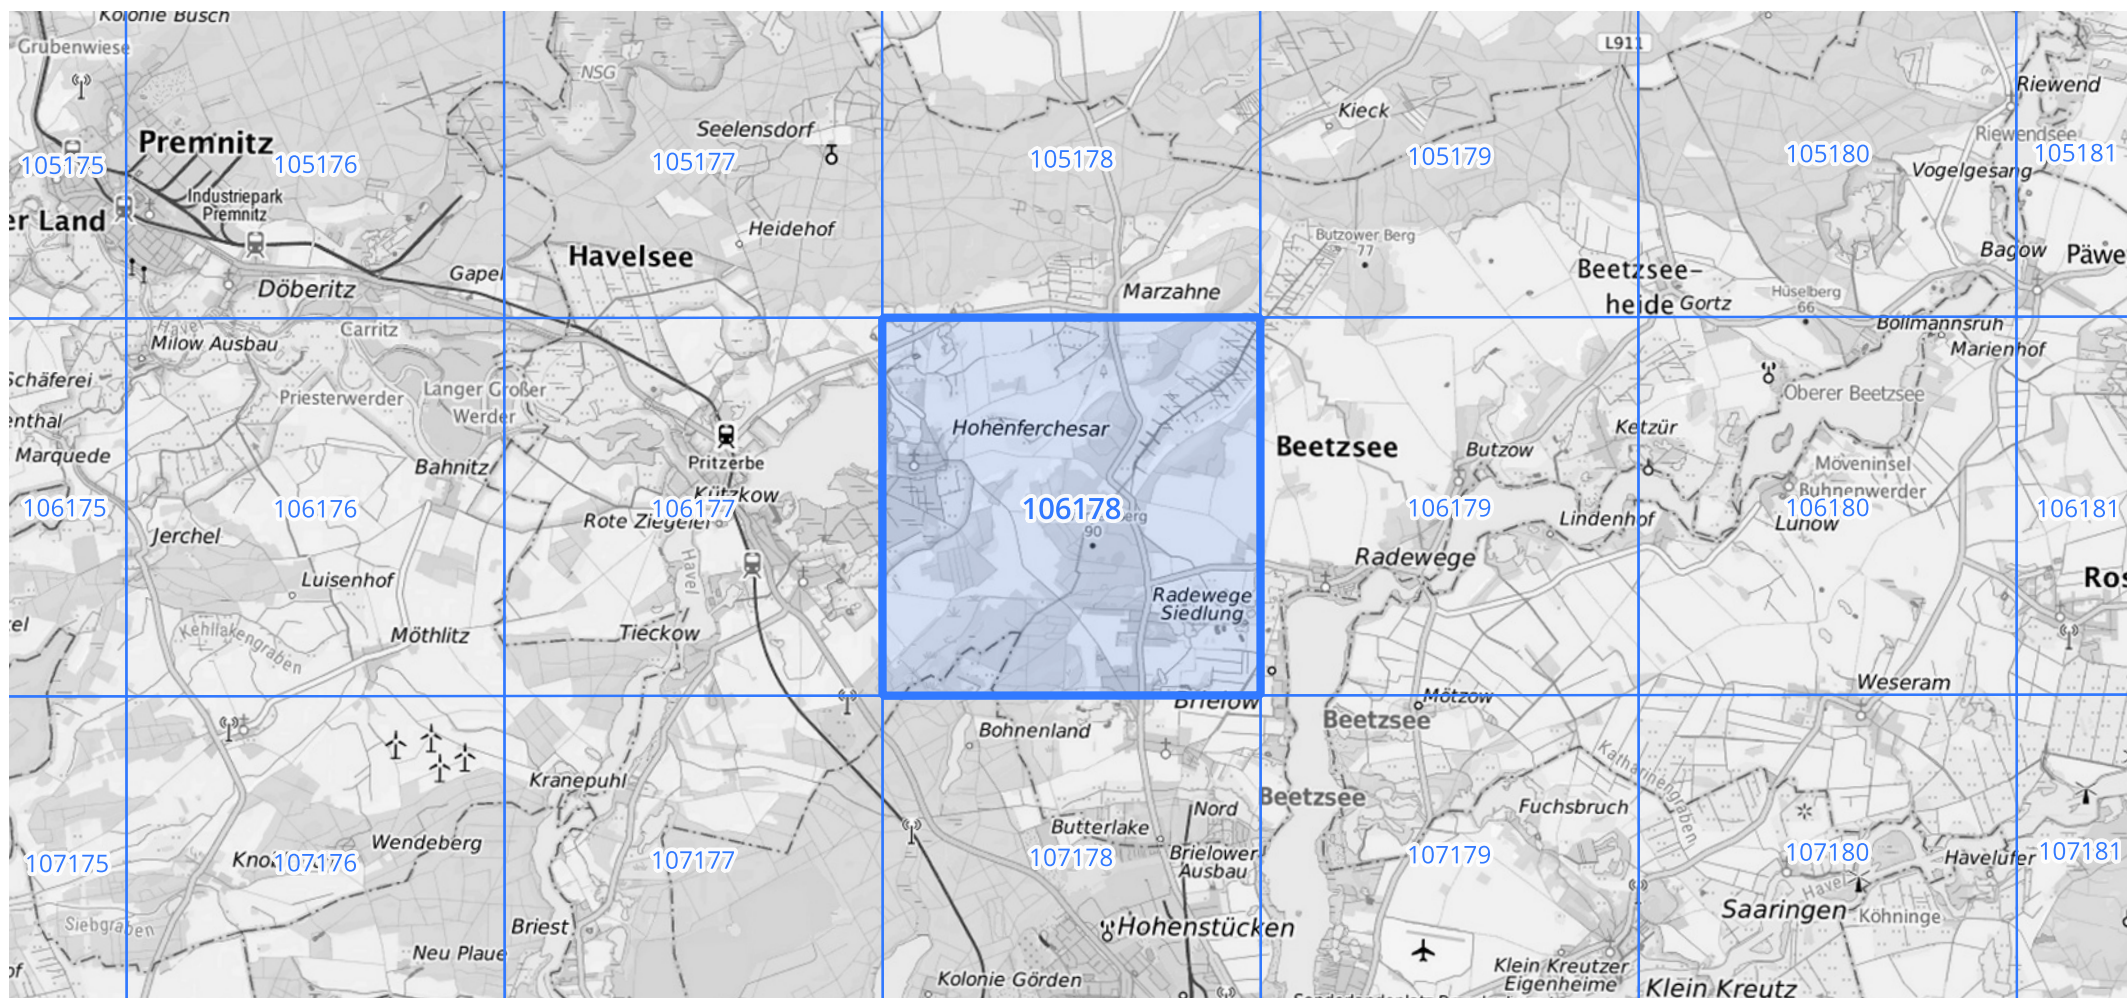 Kolonie Busch
Grubenwiese
NSG
L911
Riewend
Kieck
Seelensdorf
Premnitz
Riewendsee
105175
105176
105177
105178
105179
105180
105181
Vogelgesang
Industriepark
Premnitz
er Land
Heidehof
Butzower Berg
77
Havelsee
Bagow
Päwe
Gapel
Döberitz
Marzahne
Beetzsee-
heide
Gortz
Hüselberg
66
Havel
Milow Ausbau
Carritz
Bollmannsruh
Marienhof
Schäferei
Priesterwerder
Langer Großer
Werder
Oberer Beetzsee
enthal
Hohenferchesar
Ketzür
Marquede
Bahnitz
Pritzerbe
Beetzsee
Butzow
Möveninsel
Buhnenwerder
Kützkow
106175
106176
106177
106178
106179
106180
106181
Rote Ziegelei
berg
90
Lindenhof
Lünow
Jerchel
Luisenhof
Havel
Radewege
Ros
Radewege
Siedlung
el
Kehllakengraben
Möthlitz
Tieckow
Weseram
Brielow
Mötzow
Beetzsee
Bohnenland
Katharinengraben
Kranepuhl
Beetzsee
Nord
Fuchsbruch
Butterlake
Wendeberg
107175
107176
107177
107178
107179
107180
107181
Brielower
Ausbau
Havelufer
Havel
Siebgraben
Briest
Hohenstücken
Saaringen
Köhninge
Neu Plaue
of
Kolonie Görden
Klein Kreutzer
Eigenheime
Klein Kreutz